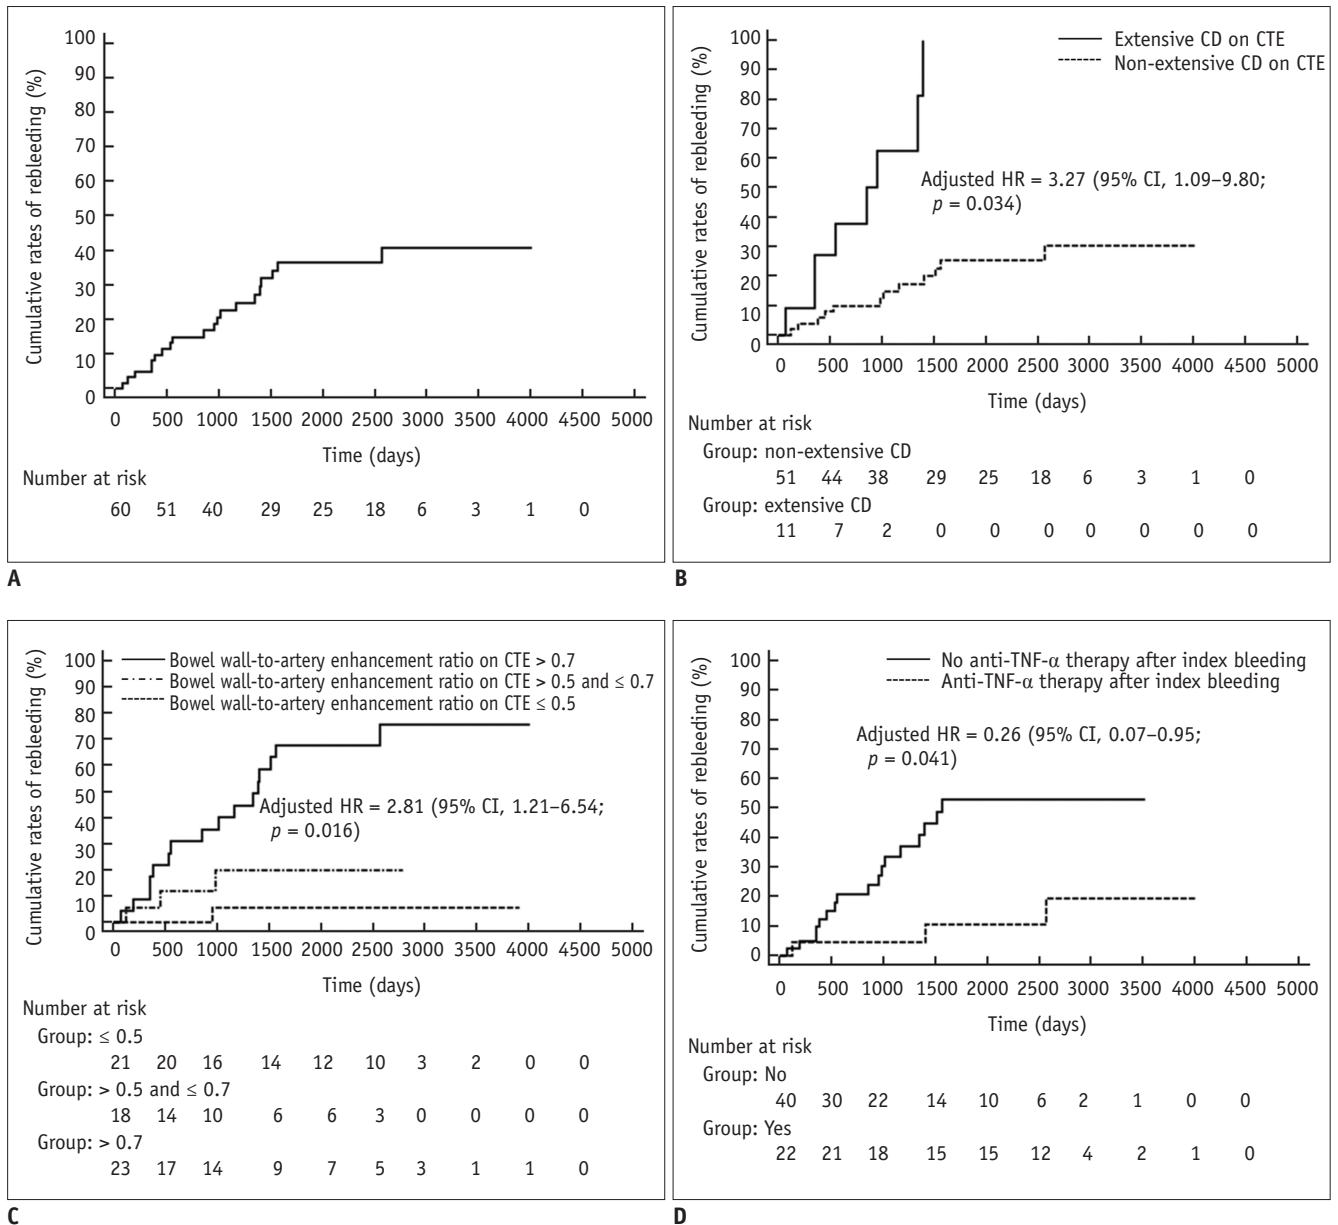 Cumulative rates of rebleeding (%)
100
90
80
70
60
50
40
30
20
10
0
0 500 1000 1500 2000 2500 3000 3500 4000 4500 5000
Time (days)
Number at risk
60 51 40 29 25 18 6 3 1 0
A
Cumulative rates of rebleeding (%)
100
90
80
70
60
50
40
30
20
10
0
Extensive CD on CTE
Non-extensive CD on CTE
Adjusted HR = 3.27 (95% CI, 1.09–9.80;
p = 0.034)
0 500 1000 1500 2000 2500 3000 3500 4000 4500 5000
Time (days)
Number at risk
Group: non-extensive CD
51 44 38 29 25 18 6 3 1 0
Group: extensive CD
11 7 2 0 0 0 0 0 0 0
B
Cumulative rates of rebleeding (%)
100
90
80
70
60
50
40
30
20
10
0
Bowel wall-to-artery enhancement ratio on CTE > 0.7
Bowel wall-to-artery enhancement ratio on CTE > 0.5 and ≤ 0.7
Bowel wall-to-artery enhancement ratio on CTE ≤ 0.5
Adjusted HR = 2.81 (95% CI, 1.21–6.54;
p = 0.016)
0 500 1000 1500 2000 2500 3000 3500 4000 4500 5000
Time (days)
Number at risk
Group: ≤ 0.5
21 20 16 14 12 10 3 2 0 0
Group: > 0.5 and ≤ 0.7
18 14 10 6 6 3 0 0 0 0
Group: > 0.7
23 17 14 9 7 5 3 1 1 0
C
Cumulative rates of rebleeding (%)
100
90
80
70
60
50
40
30
20
10
0
No anti-TNF-α therapy after index bleeding
Anti-TNF-α therapy after index bleeding
Adjusted HR = 0.26 (95% CI, 0.07–0.95;
p = 0.041)
0 500 1000 1500 2000 2500 3000 3500 4000 4500 5000
Time (days)
Number at risk
Group: No
40 30 22 14 10 6 2 1 0 0
Group: Yes
22 21 18 15 15 12 4 2 1 0
D